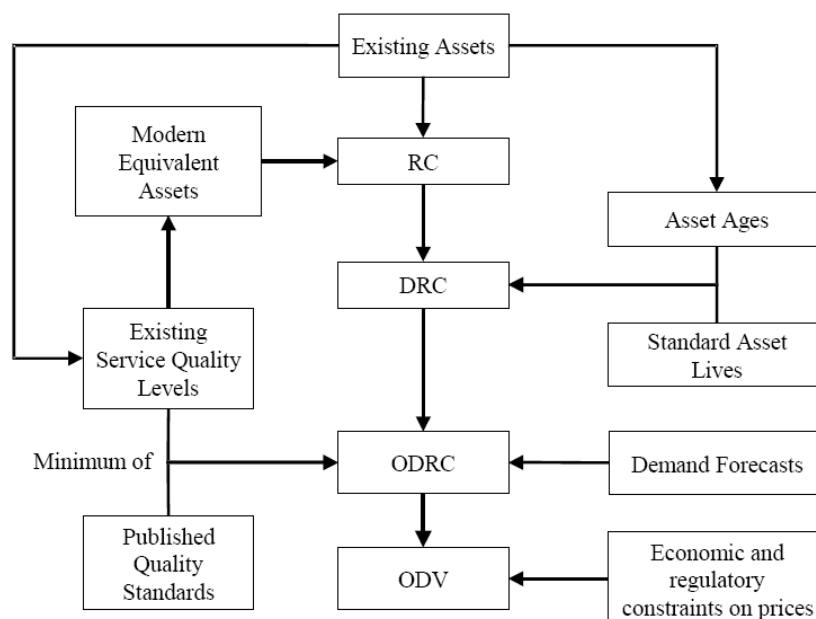 Existing Assets
Modern
Equivalent
Assets
RC
Asset Ages
DRC
Existing
Service Quality
Levels
Standard Asset
Lives
Minimum of
ODRC
Demand Forecasts
Published
Quality
Standards
ODV
Economic and
regulatory
constraints on prices